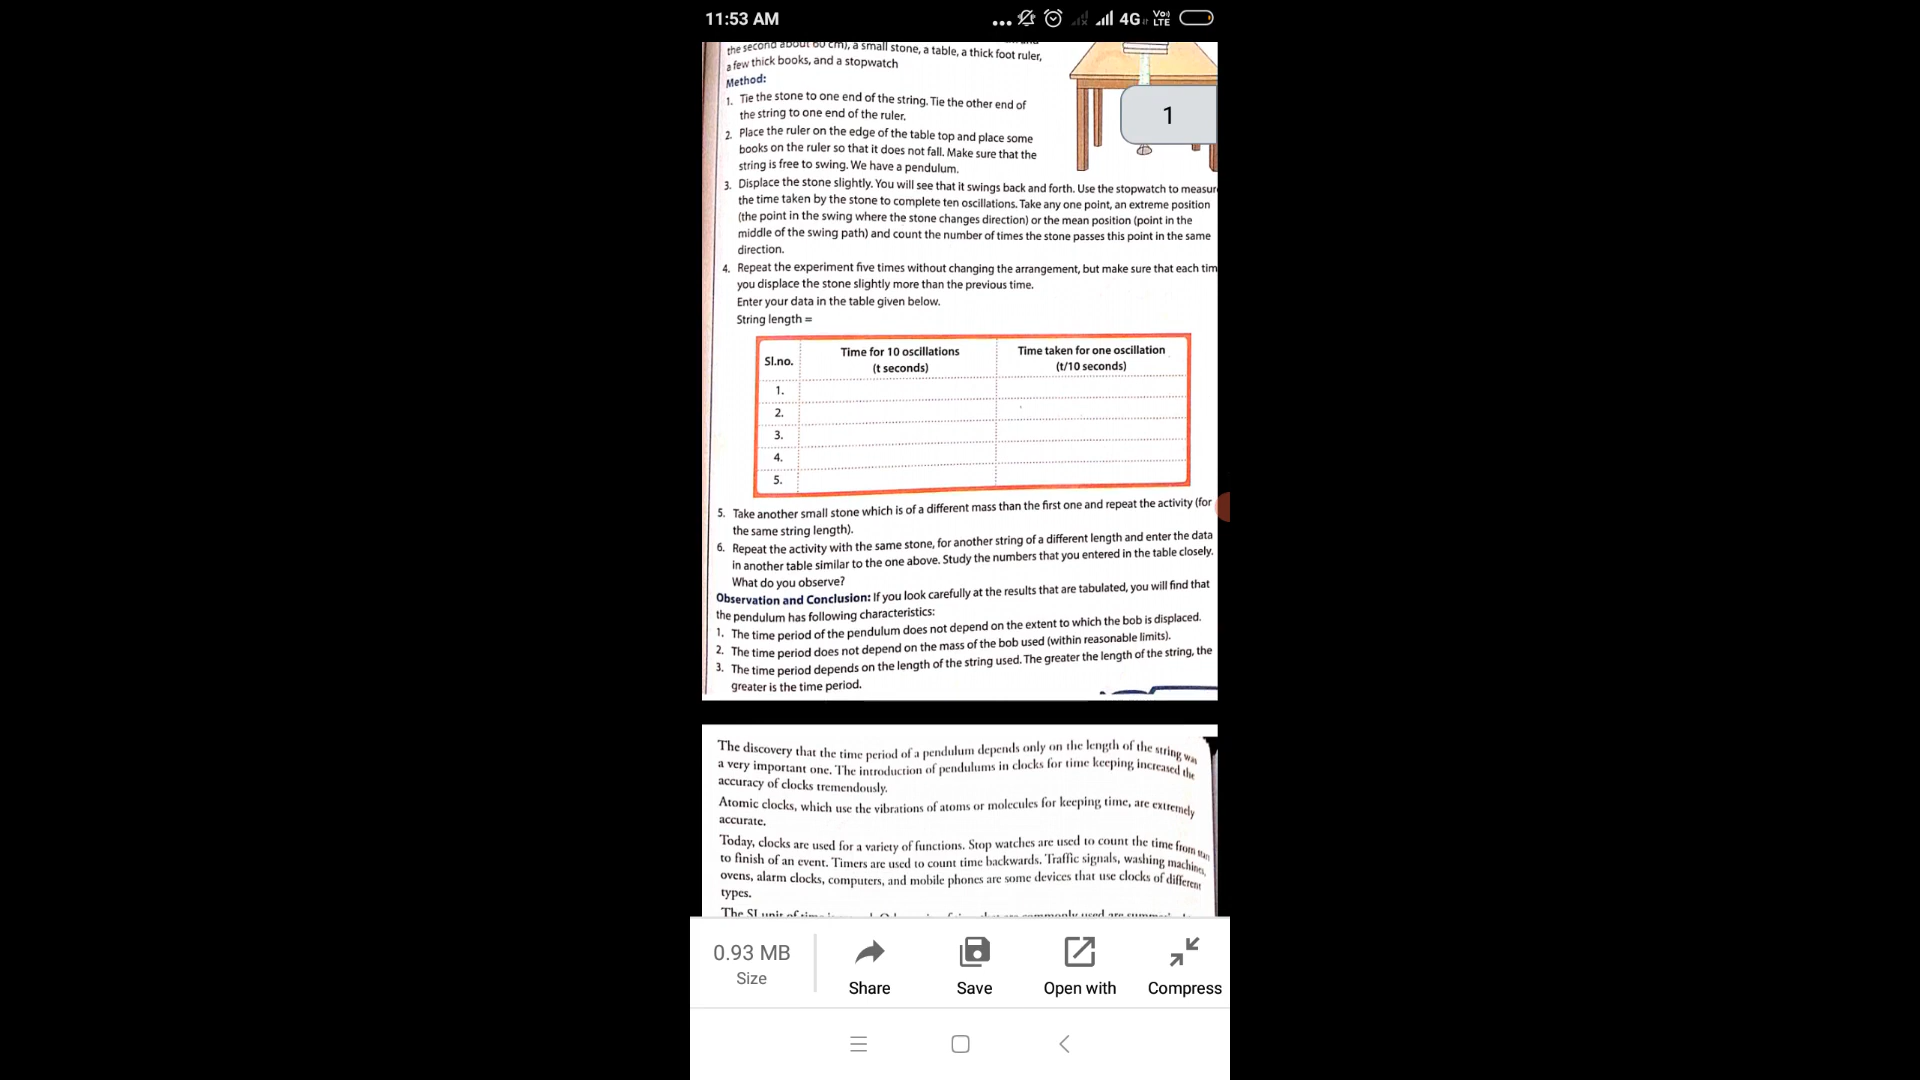 11:53 AM
4G
Vo)
LTE
the second about 60 cm), a small stone, a table, a thick foot ruler,
a few thick books, and a stopwatch
Method:
1. Tie the stone to one end of the string. Tie the other end of
the string to one end of the ruler.
2. Place the ruler on the edge of the table top and place some
books on the ruler so that it does not fall. Make sure that the
string is free to swing. We have a pendulum.
1
3. Displace the stone slightly. You will see that it swings back and forth. Use the stopwatch to measur
the time taken by the stone to complete ten oscillations. Take any one point, an extreme position
(the point in the swing where the stone changes direction) or the mean position (point in the
middle of the swing path) and count the number of times the stone passes this point in the same
direction.
4. Repeat the experiment five times without changing the arrangement, but make sure that each tim
you displace the stone slightly more than the previous time.
Enter your data in the table given below.
String length =
Sl.no. Time for 10 oscillations (t seconds) Time taken for one oscillation (t/10 seconds)
1.
2.
3.
4.
5.
5. Take another small stone which is of a different mass than the first one and repeat the activity (for
the same string length).
6. Repeat the activity with the same stone, for another string of a different length and enter the data
in another table similar to the one above. Study the numbers that you entered in the table closely.
What do you observe?
Observation and Conclusion: If you look carefully at the results that are tabulated, you will find that
the pendulum has following characteristics:
1. The time period of the pendulum does not depend on the extent to which the bob is displaced.
2. The time period does not depend on the mass of the bob used (within reasonable limits).
3. The time period depends on the length of the string used. The greater the length of the string, the
greater is the time period.
The discovery that the time period of a pendulum depends only on the length of the string was
a very important one. The introduction of pendulums in clocks for time keeping increased the
accuracy of clocks tremendously.
Atomic clocks, which use the vibrations of atoms or molecules for keeping time, are extremely
accurate.
Today, clocks are used for a variety of functions. Stop watches are used to count the time from start
to finish of an event. Timers are used to count time backwards. Traffic signals, washing machines,
ovens, alarm clocks, computers, and mobile phones are some devices that use clocks of different
types.
The SI unit of
0.93 MB
Size
Share
Save
Open with
Compress